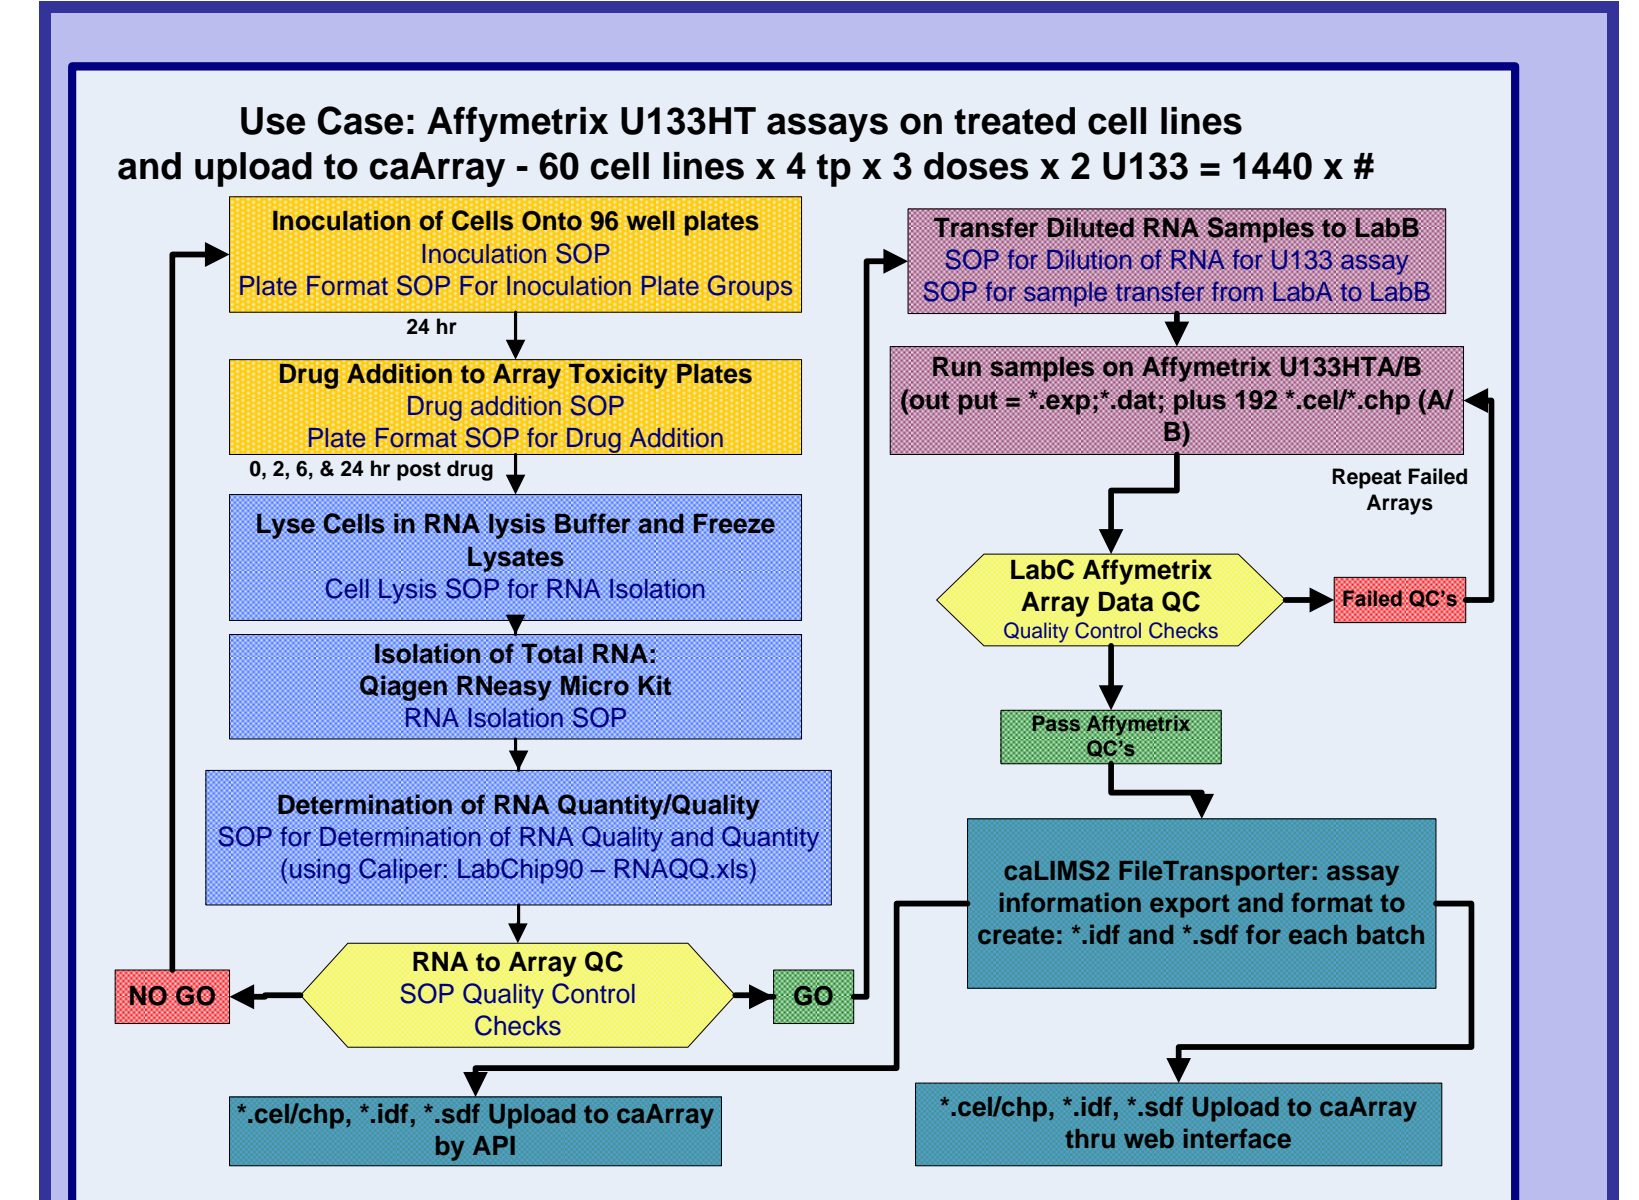 Use Case: Affymetrix U133HT assays on treated cell lines
and upload to caArray - 60 cell lines x 4 tp x 3 doses x 2 U133 = 1440 x #
Inoculation of Cells Onto 96 well plates
Inoculation SOP
Plate Format SOP For Inoculation Plate Groups
24 hr
Drug Addition to Array Toxicity Plates
Drug addition SOP
Plate Format SOP for Drug Addition
0, 2, 6, & 24 hr post drug
Lyse Cells in RNA lysis Buffer and Freeze
Lysates
Cell Lysis SOP for RNA Isolation
Isolation of Total RNA:
Qiagen RNeasy Micro Kit
RNA Isolation SOP
Determination of RNA Quantity/Quality
SOP for Determination of RNA Quality and Quantity
(using Caliper: LabChip90 – RNAQQ.xls)
RNA to Array QC
SOP Quality Control
Checks
NO GO
GO
Transfer Diluted RNA Samples to LabB
SOP for Dilution of RNA for U133 assay
SOP for sample transfer from LabA to LabB
Run samples on Affymetrix U133HTA/B
(out put = *.exp;*.dat; plus 192 *.cel/*.chp (A/
B)
Repeat Failed
Arrays
LabC Affymetrix
Array Data QC
Quality Control Checks
Failed QC's
Pass Affymetrix
QC's
caLIMS2 FileTransporter: assay
information export and format to
create: *.idf and *.sdf for each batch
*.cel/chp, *.idf, *.sdf Upload to caArray
by API
*.cel/chp, *.idf, *.sdf Upload to caArray
thru web interface